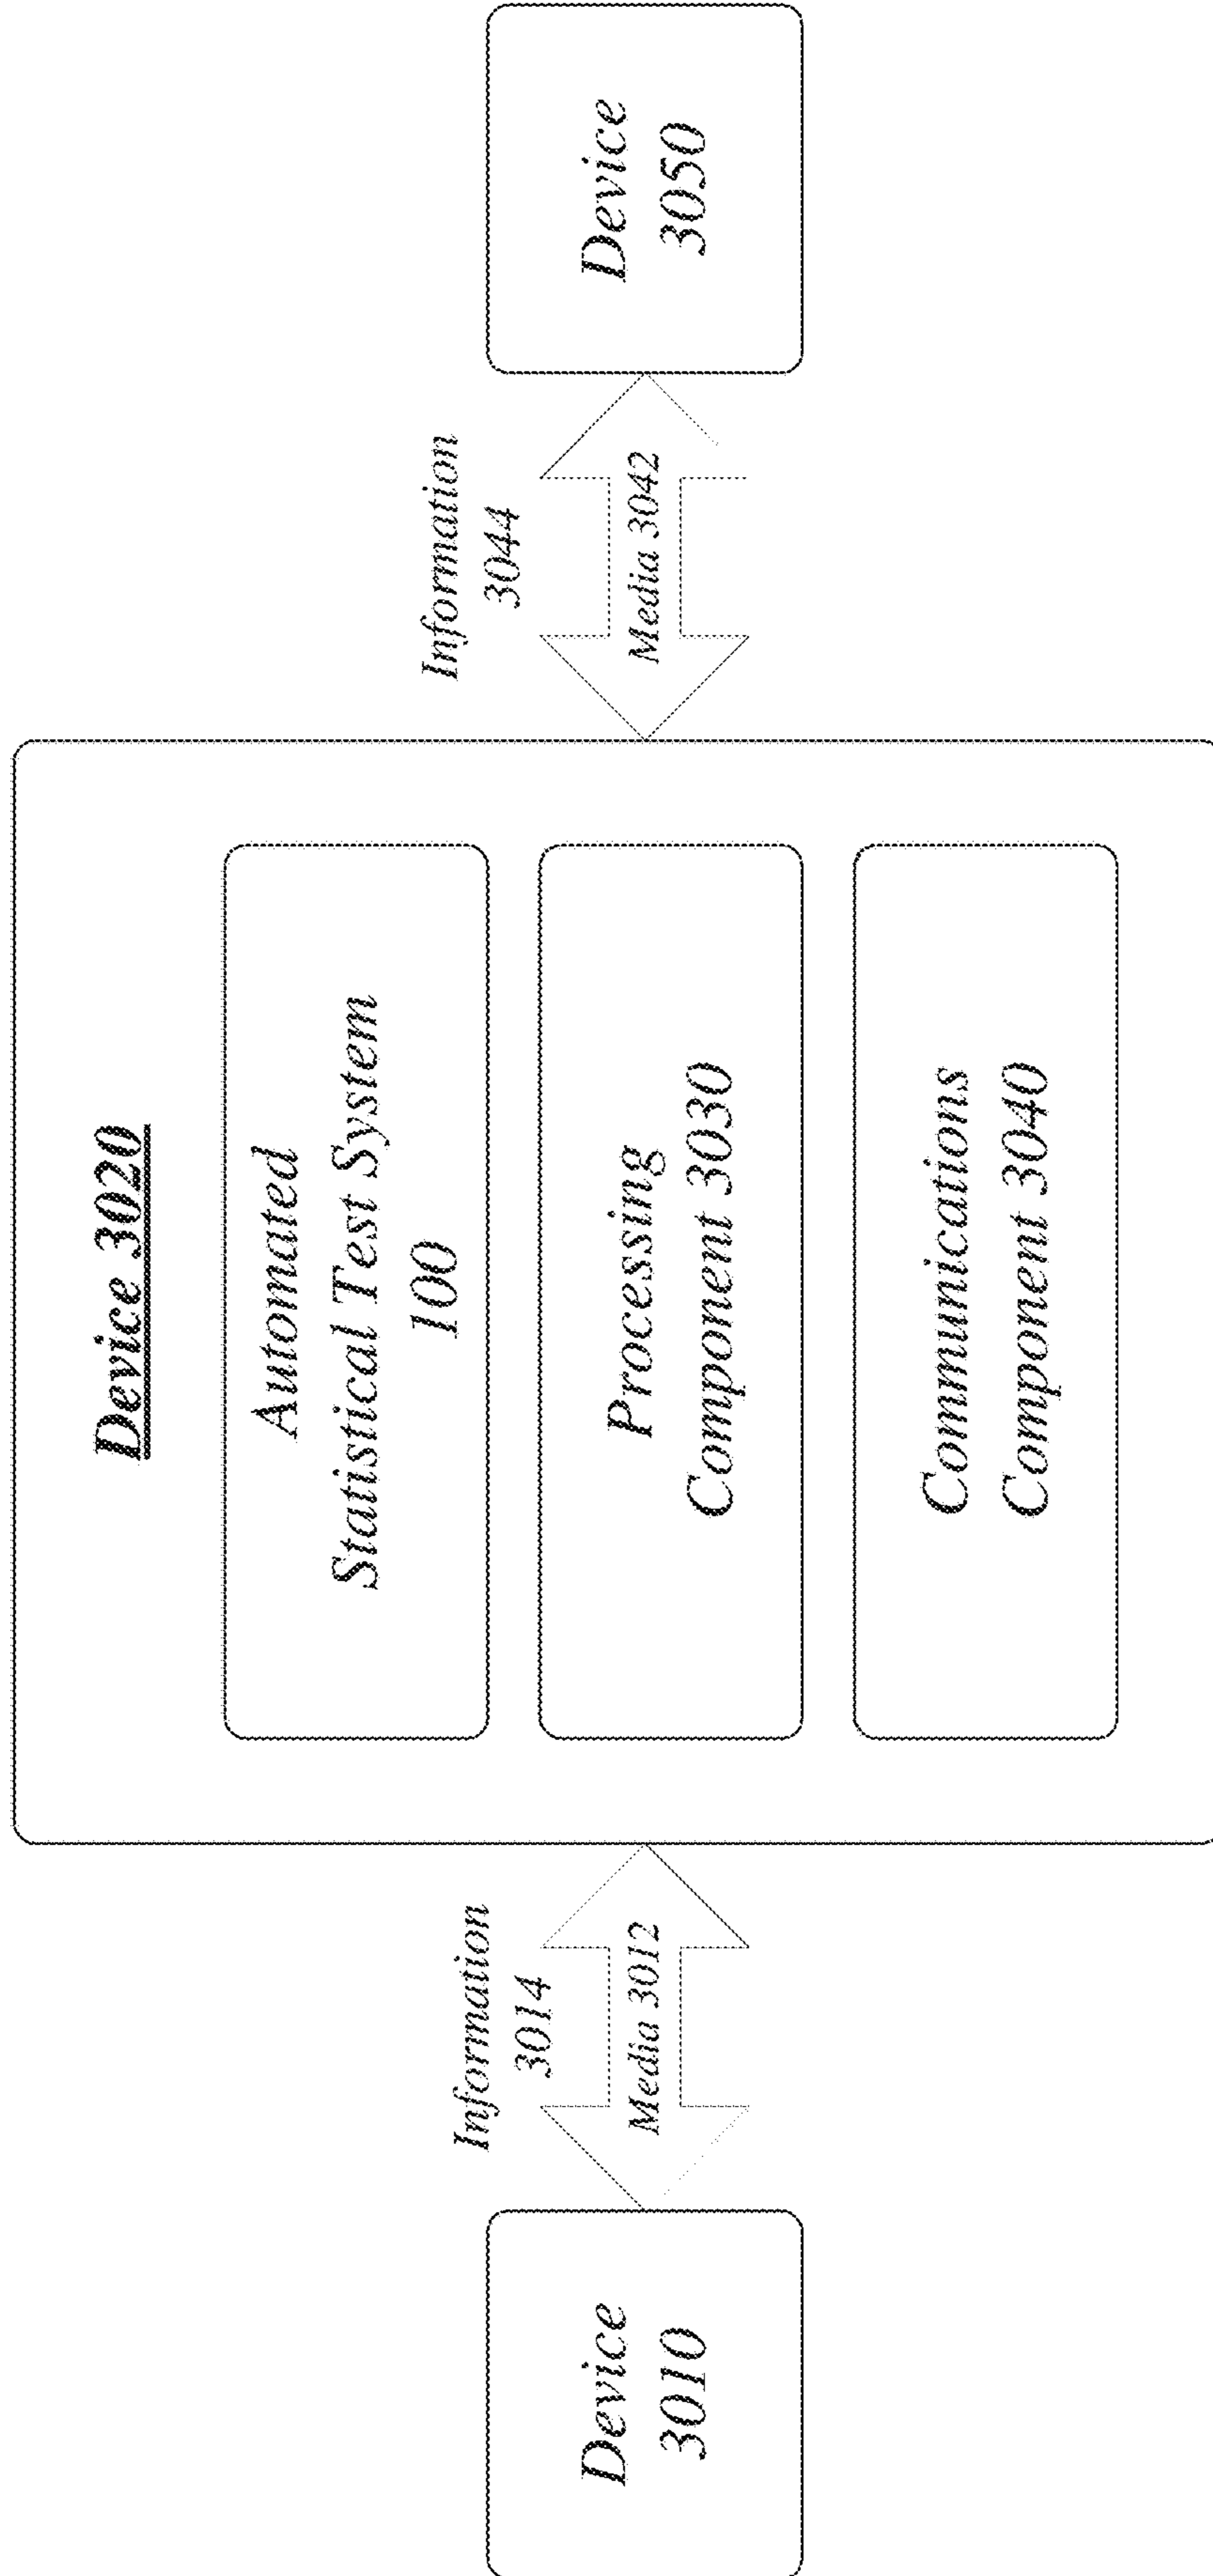 Device 3020
Device
3010
Information
3014
Media 3012
Automated
Statistical Test System
100
Processing
Component 3030
Communications
Component 3040
Information
3044
Media 3042
Device
3050